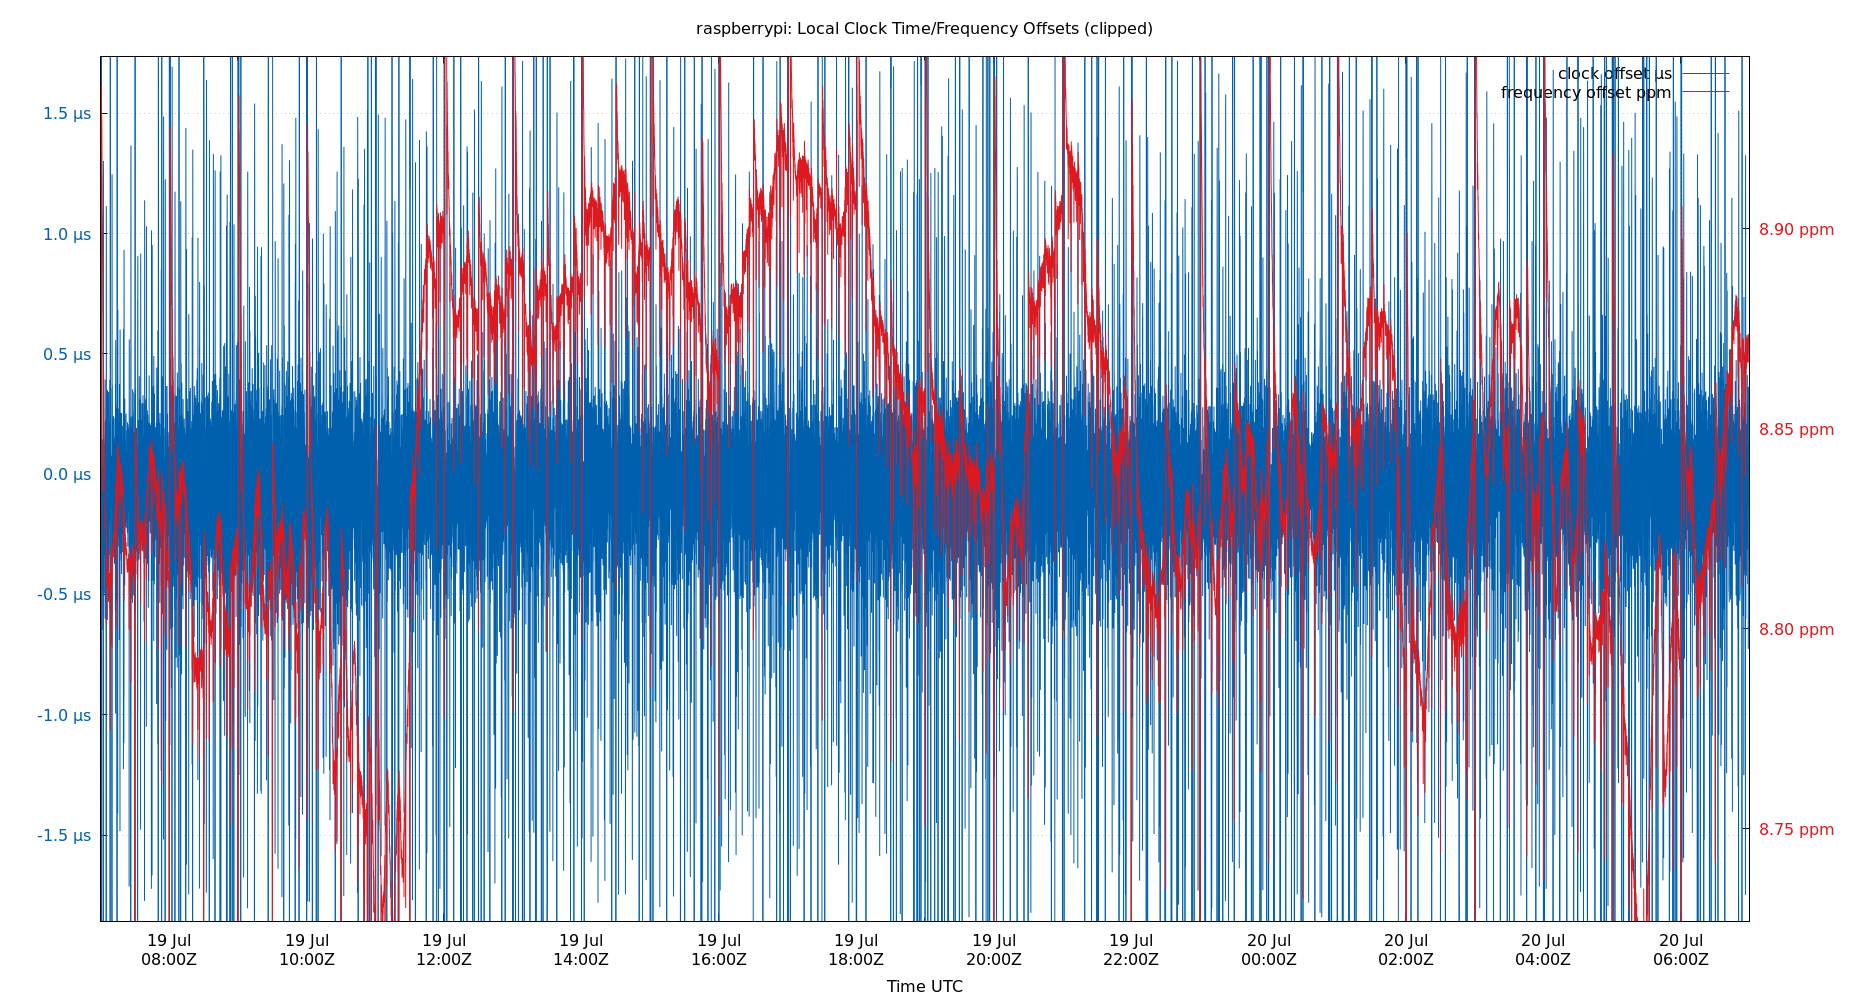 raspberrypi: Local Clock Time/Frequency Offsets (clipped)
clock offset µs
frequency offset ppm
1.5 µs
1.0 µs
0.5 µs
0.0 µs
-0.5 µs
-1.0 µs
-1.5 µs
8.90 ppm
8.85 ppm
8.80 ppm
8.75 ppm
19 Jul 19 Jul 19 Jul 19 Jul 19 Jul 19 Jul 19 Jul 19 Jul 20 Jul 20 Jul 20 Jul 20 Jul
08:00Z 10:00Z 12:00Z 14:00Z 16:00Z 18:00Z 20:00Z 22:00Z 00:00Z 02:00Z 04:00Z 06:00Z
Time UTC